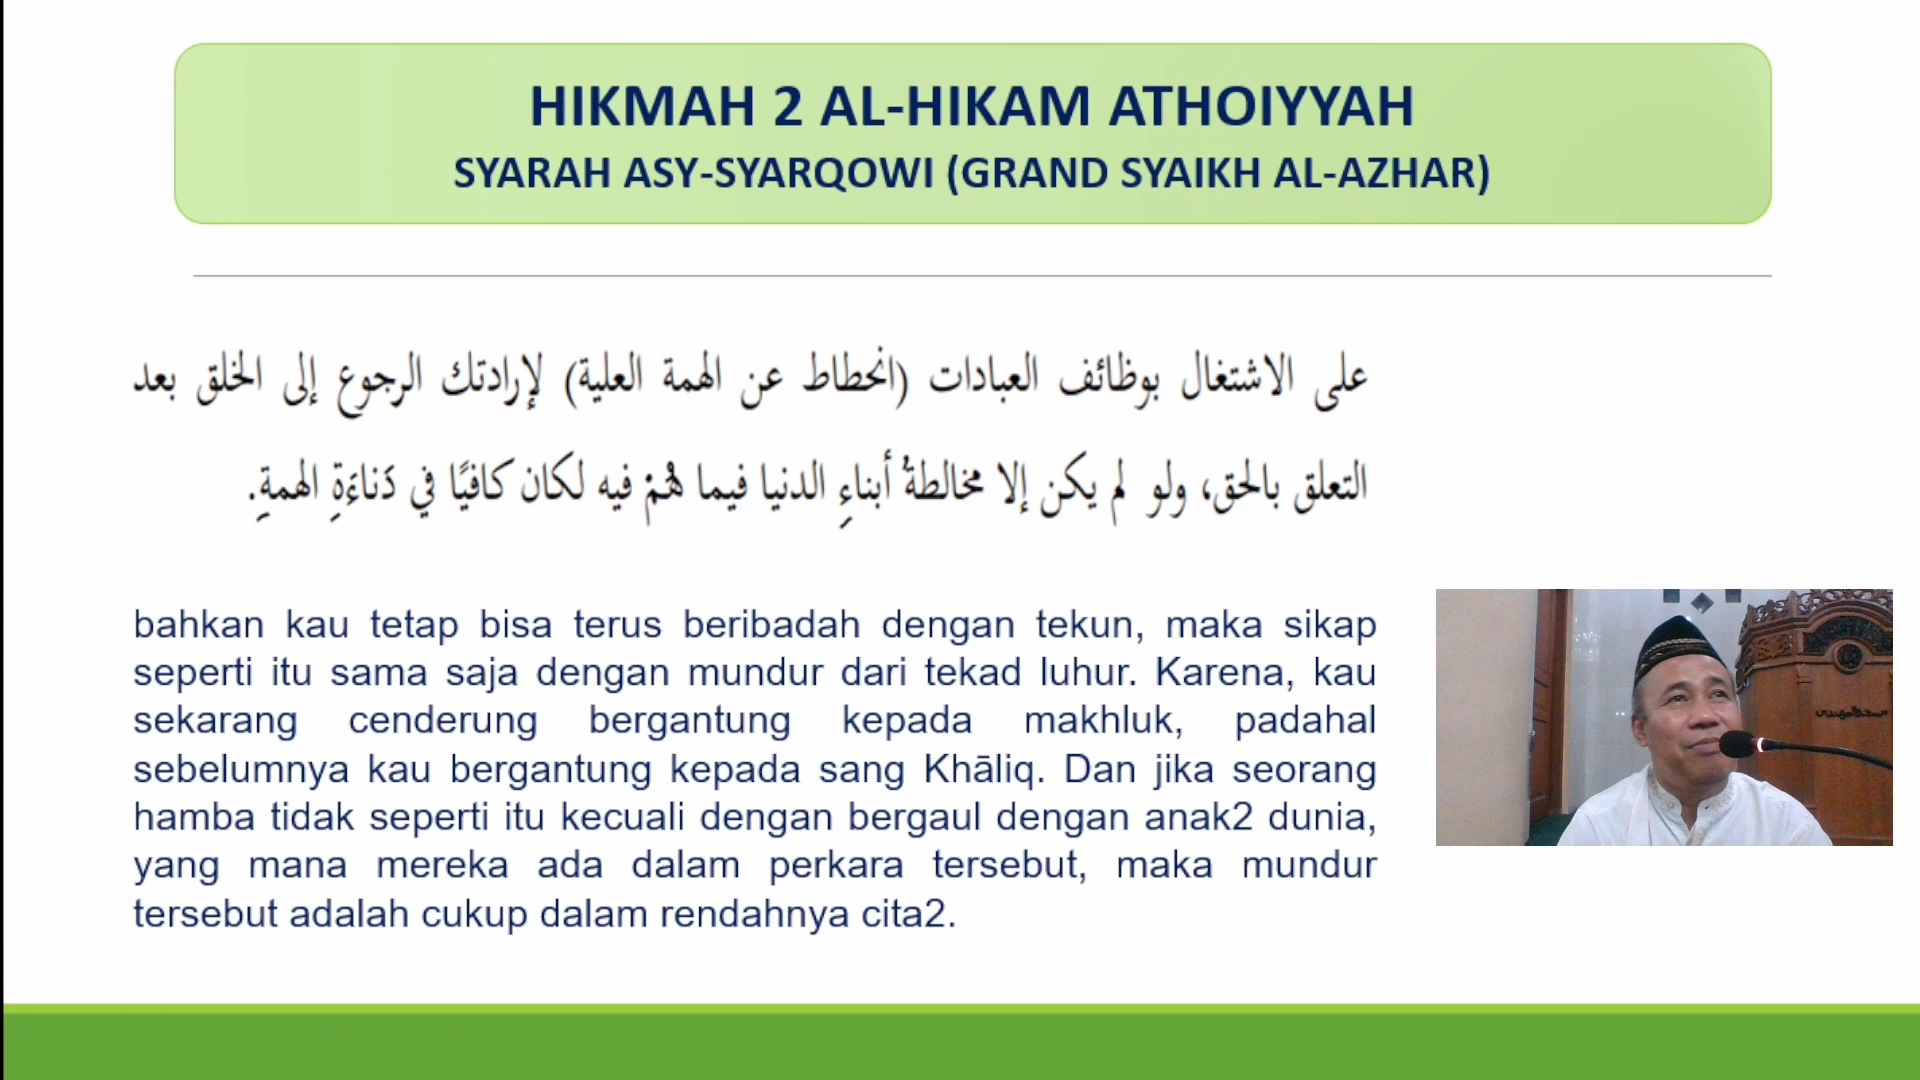 HIKMAH 2 AL-HIKAM ATHOIYYAH
SYARAH ASY-SYARQOWI (GRAND SYAIKH AL-AZHAR)
على الاشتغال بوظائف العبادات (انحطاط عن الهمة العلية) لإرادتك الرجوع إلى الخلق بعد
التعلق بالحق، ولو لم يكن إلا مخالطةُ أبناءِ الدنيا فيما هُمْ فيه لكان كافيًا في دَناءَةِ الهمةِ.
bahkan kau tetap bisa terus beribadah dengan tekun, maka sikap
seperti itu sama saja dengan mundur dari tekad luhur. Karena, kau
sekarang cenderung bergantung kepada makhluk, padahal
sebelumnya kau bergantung kepada sang Khāliq. Dan jika seorang
hamba tidak seperti itu kecuali dengan bergaul dengan anak2 dunia,
yang mana mereka ada dalam perkara tersebut, maka mundur
tersebut adalah cukup dalam rendahnya cita2.